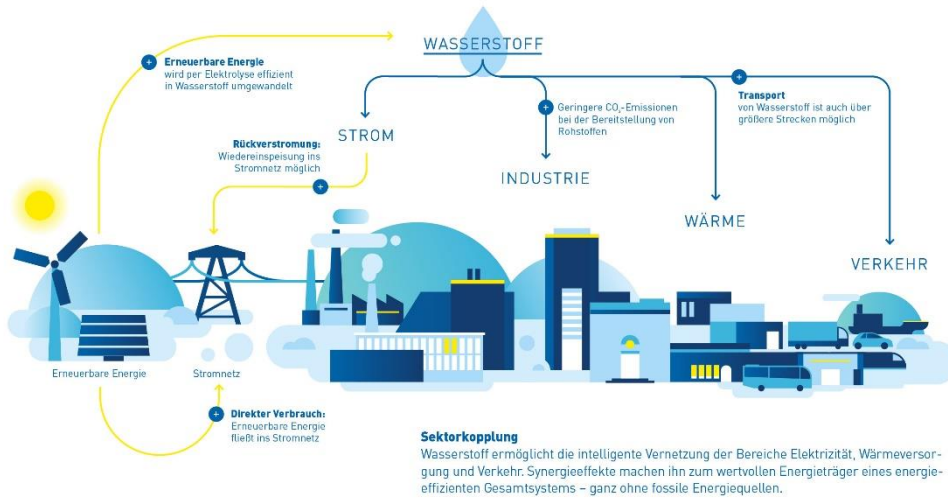 WASSERSTOFF
Erneuerbare Energie
wird per Elektrolyse effizient
in Wasserstoff umgewandelt
Transport
von Wasserstoff ist auch über
größere Strecken möglich
Geringere CO₂-Emissionen
bei der Bereitstellung von
Rohstoffen
STROM
Rückverstromung:
Wiedereinspeisung ins
Stromnetz möglich
INDUSTRIE
WÄRME
VERKEHR
Erneuerbare Energie
Stromnetz
Direkter Verbrauch:
Erneuerbare Energie
fließt ins Stromnetz
Sektorkopplung
Wasserstoff ermöglicht die intelligente Vernetzung der Bereiche Elektrizität, Wärmeversor-
gung und Verkehr. Synergieeffekte machen ihn zum wertvollen Energieträger eines energie-
effizienten Gesamtsystems – ganz ohne fossile Energiequellen.